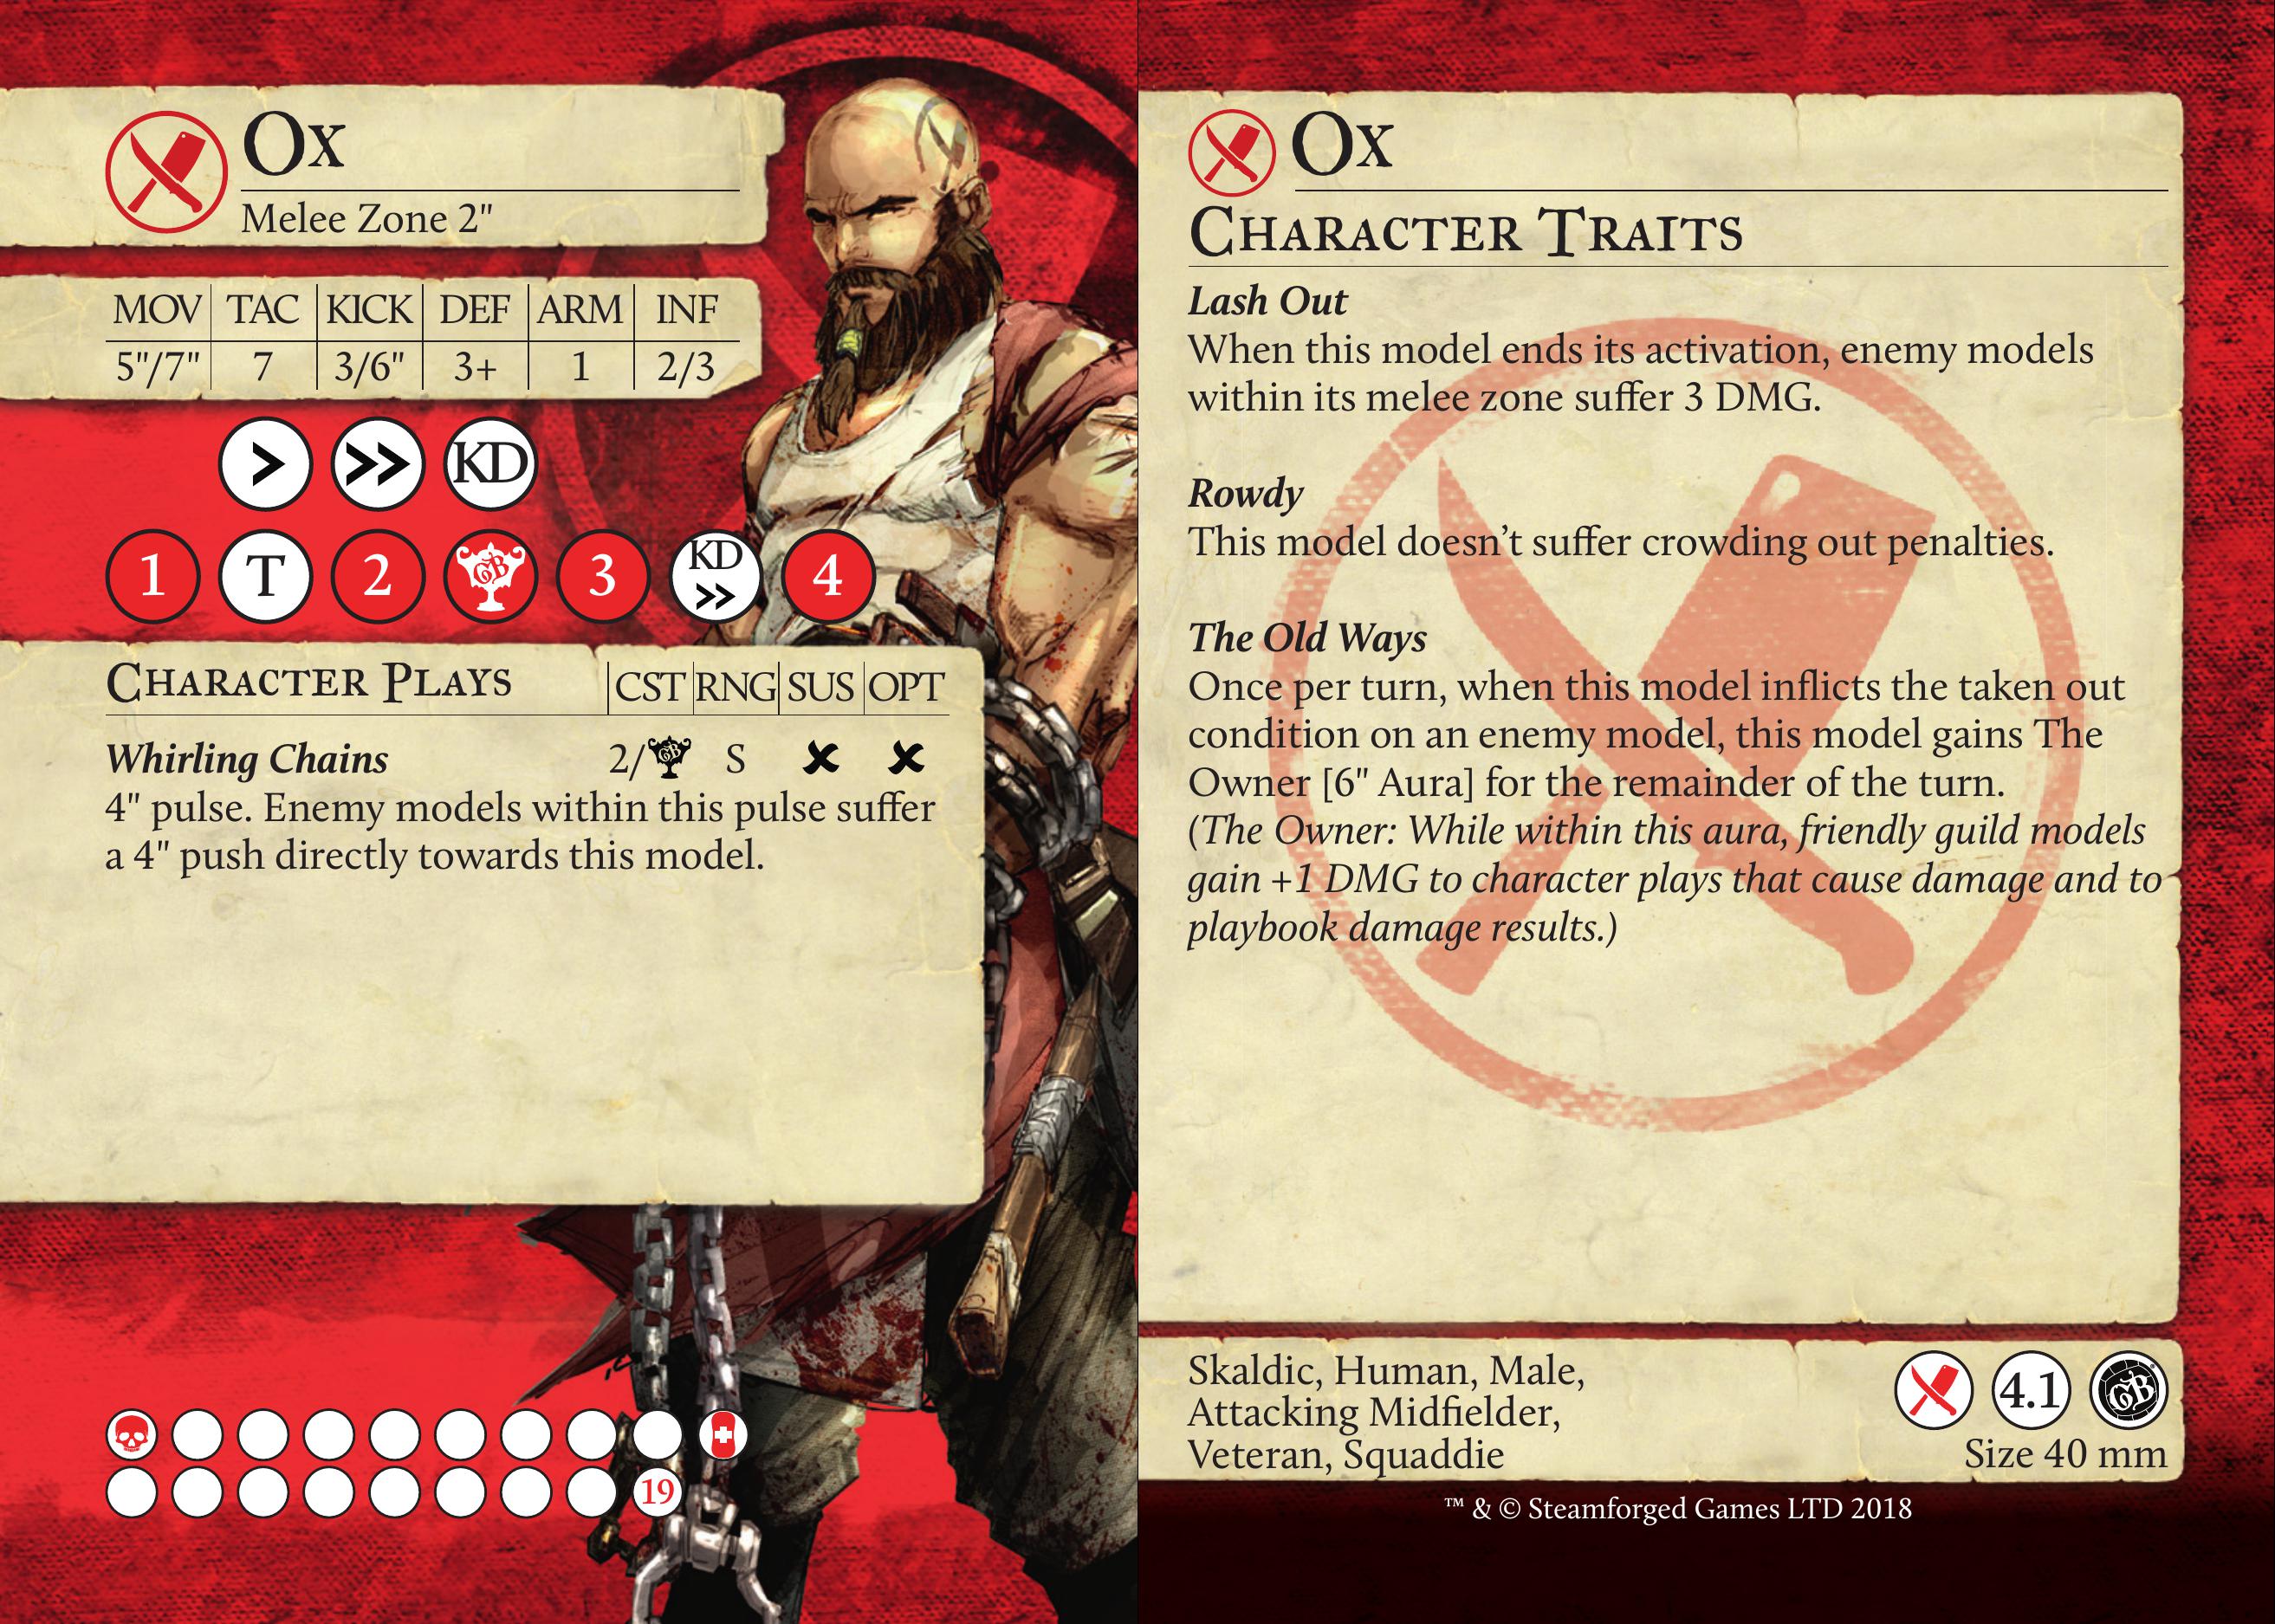 Ox
Melee Zone 2"
MOV TAC KICK DEF ARM INF
5"/7" 7 3/6" 3+ 1 2/3
> >> KD
1 T 2 GB 3 KD >> 4
Character Plays CST RNG SUS OPT
Whirling Chains 2/GB S ✘ ✘
4" pulse. Enemy models within this pulse suffer
a 4" push directly towards this model.
19
Ox
Character Traits
Lash Out
When this model ends its activation, enemy models
within its melee zone suffer 3 DMG.
Rowdy
This model doesn’t suffer crowding out penalties.
The Old Ways
Once per turn, when this model inflicts the taken out
condition on an enemy model, this model gains The
Owner [6" Aura] for the remainder of the turn.
(The Owner: While within this aura, friendly guild models
gain +1 DMG to character plays that cause damage and to
playbook damage results.)
Skaldic, Human, Male,
Attacking Midfielder,
Veteran, Squaddie
4.1 GB
Size 40 mm
™ & © Steamforged Games LTD 2018